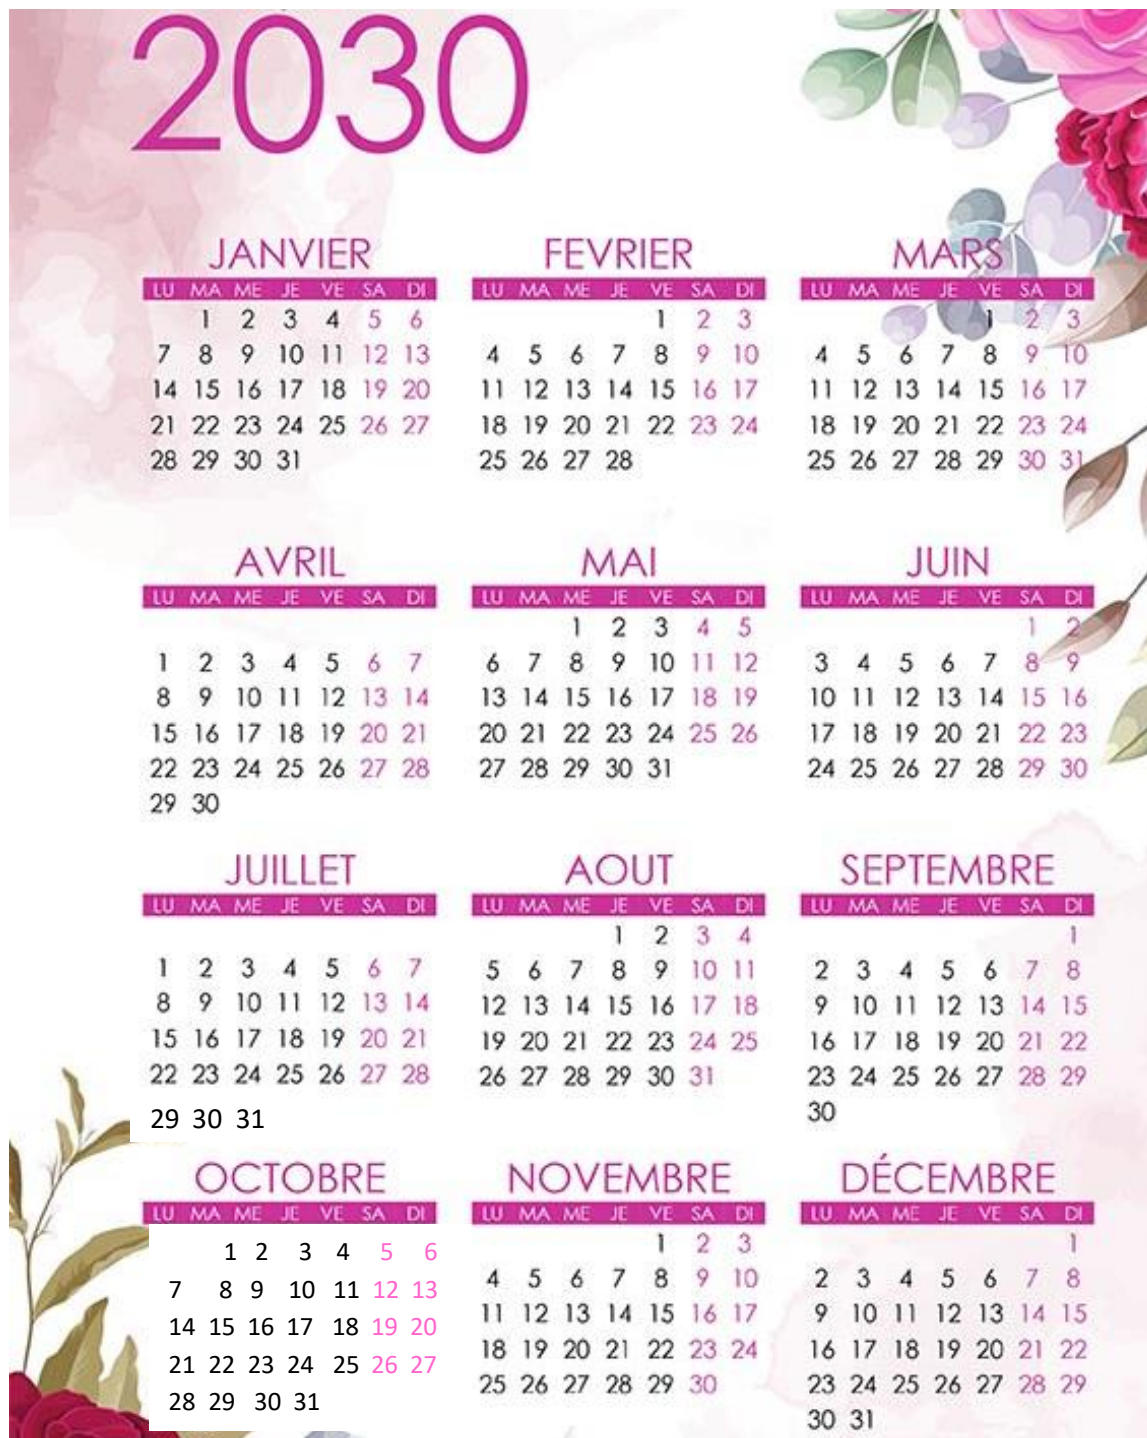 2030
JANVIER FEVRIER MARS
LU MA ME JE VE SA DI LU MA ME JE VE SA DI LU MA ME JE VE SA DI
1 2 3 4 5 6 1 2 3 1 2 3
7 8 9 10 11 12 13 4 5 6 7 8 9 10 4 5 6 7 8 9 10
14 15 16 17 18 19 20 11 12 13 14 15 16 17 11 12 13 14 15 16 17
21 22 23 24 25 26 27 18 19 20 21 22 23 24 18 19 20 21 22 23 24
28 29 30 31 25 26 27 28 25 26 27 28 29 30 31
AVRIL MAI JUIN
LU MA ME JE VE SA DI LU MA ME JE VE SA DI LU MA ME JE VE SA DI
1 2 3 4 5 1 2
1 2 3 4 5 6 7 6 7 8 9 10 11 12 3 4 5 6 7 8 9
8 9 10 11 12 13 14 13 14 15 16 17 18 19 10 11 12 13 14 15 16
15 16 17 18 19 20 21 20 21 22 23 24 25 26 17 18 19 20 21 22 23
22 23 24 25 26 27 28 27 28 29 30 31 24 25 26 27 28 29 30
29 30
JUILLET AOUT SEPTEMBRE
LU MA ME JE VE SA DI LU MA ME JE VE SA DI LU MA ME JE VE SA DI
1 2 3 4 1
1 2 3 4 5 6 7 5 6 7 8 9 10 11 2 3 4 5 6 7 8
8 9 10 11 12 13 14 12 13 14 15 16 17 18 9 10 11 12 13 14 15
15 16 17 18 19 20 21 19 20 21 22 23 24 25 16 17 18 19 20 21 22
22 23 24 25 26 27 28 26 27 28 29 30 31 23 24 25 26 27 28 29
29 30 31 30
OCTOBRE NOVEMBRE DÉCEMBRE
LU MA ME JE VE SA DI LU MA ME JE VE SA DI LU MA ME JE VE SA DI
1 2 3 4 5 6 1 2 3 1
7 8 9 10 11 12 13 4 5 6 7 8 9 10 2 3 4 5 6 7 8
14 15 16 17 18 19 20 11 12 13 14 15 16 17 9 10 11 12 13 14 15
21 22 23 24 25 26 27 18 19 20 21 22 23 24 16 17 18 19 20 21 22
28 29 30 31 25 26 27 28 29 30 23 24 25 26 27 28 29
30 31